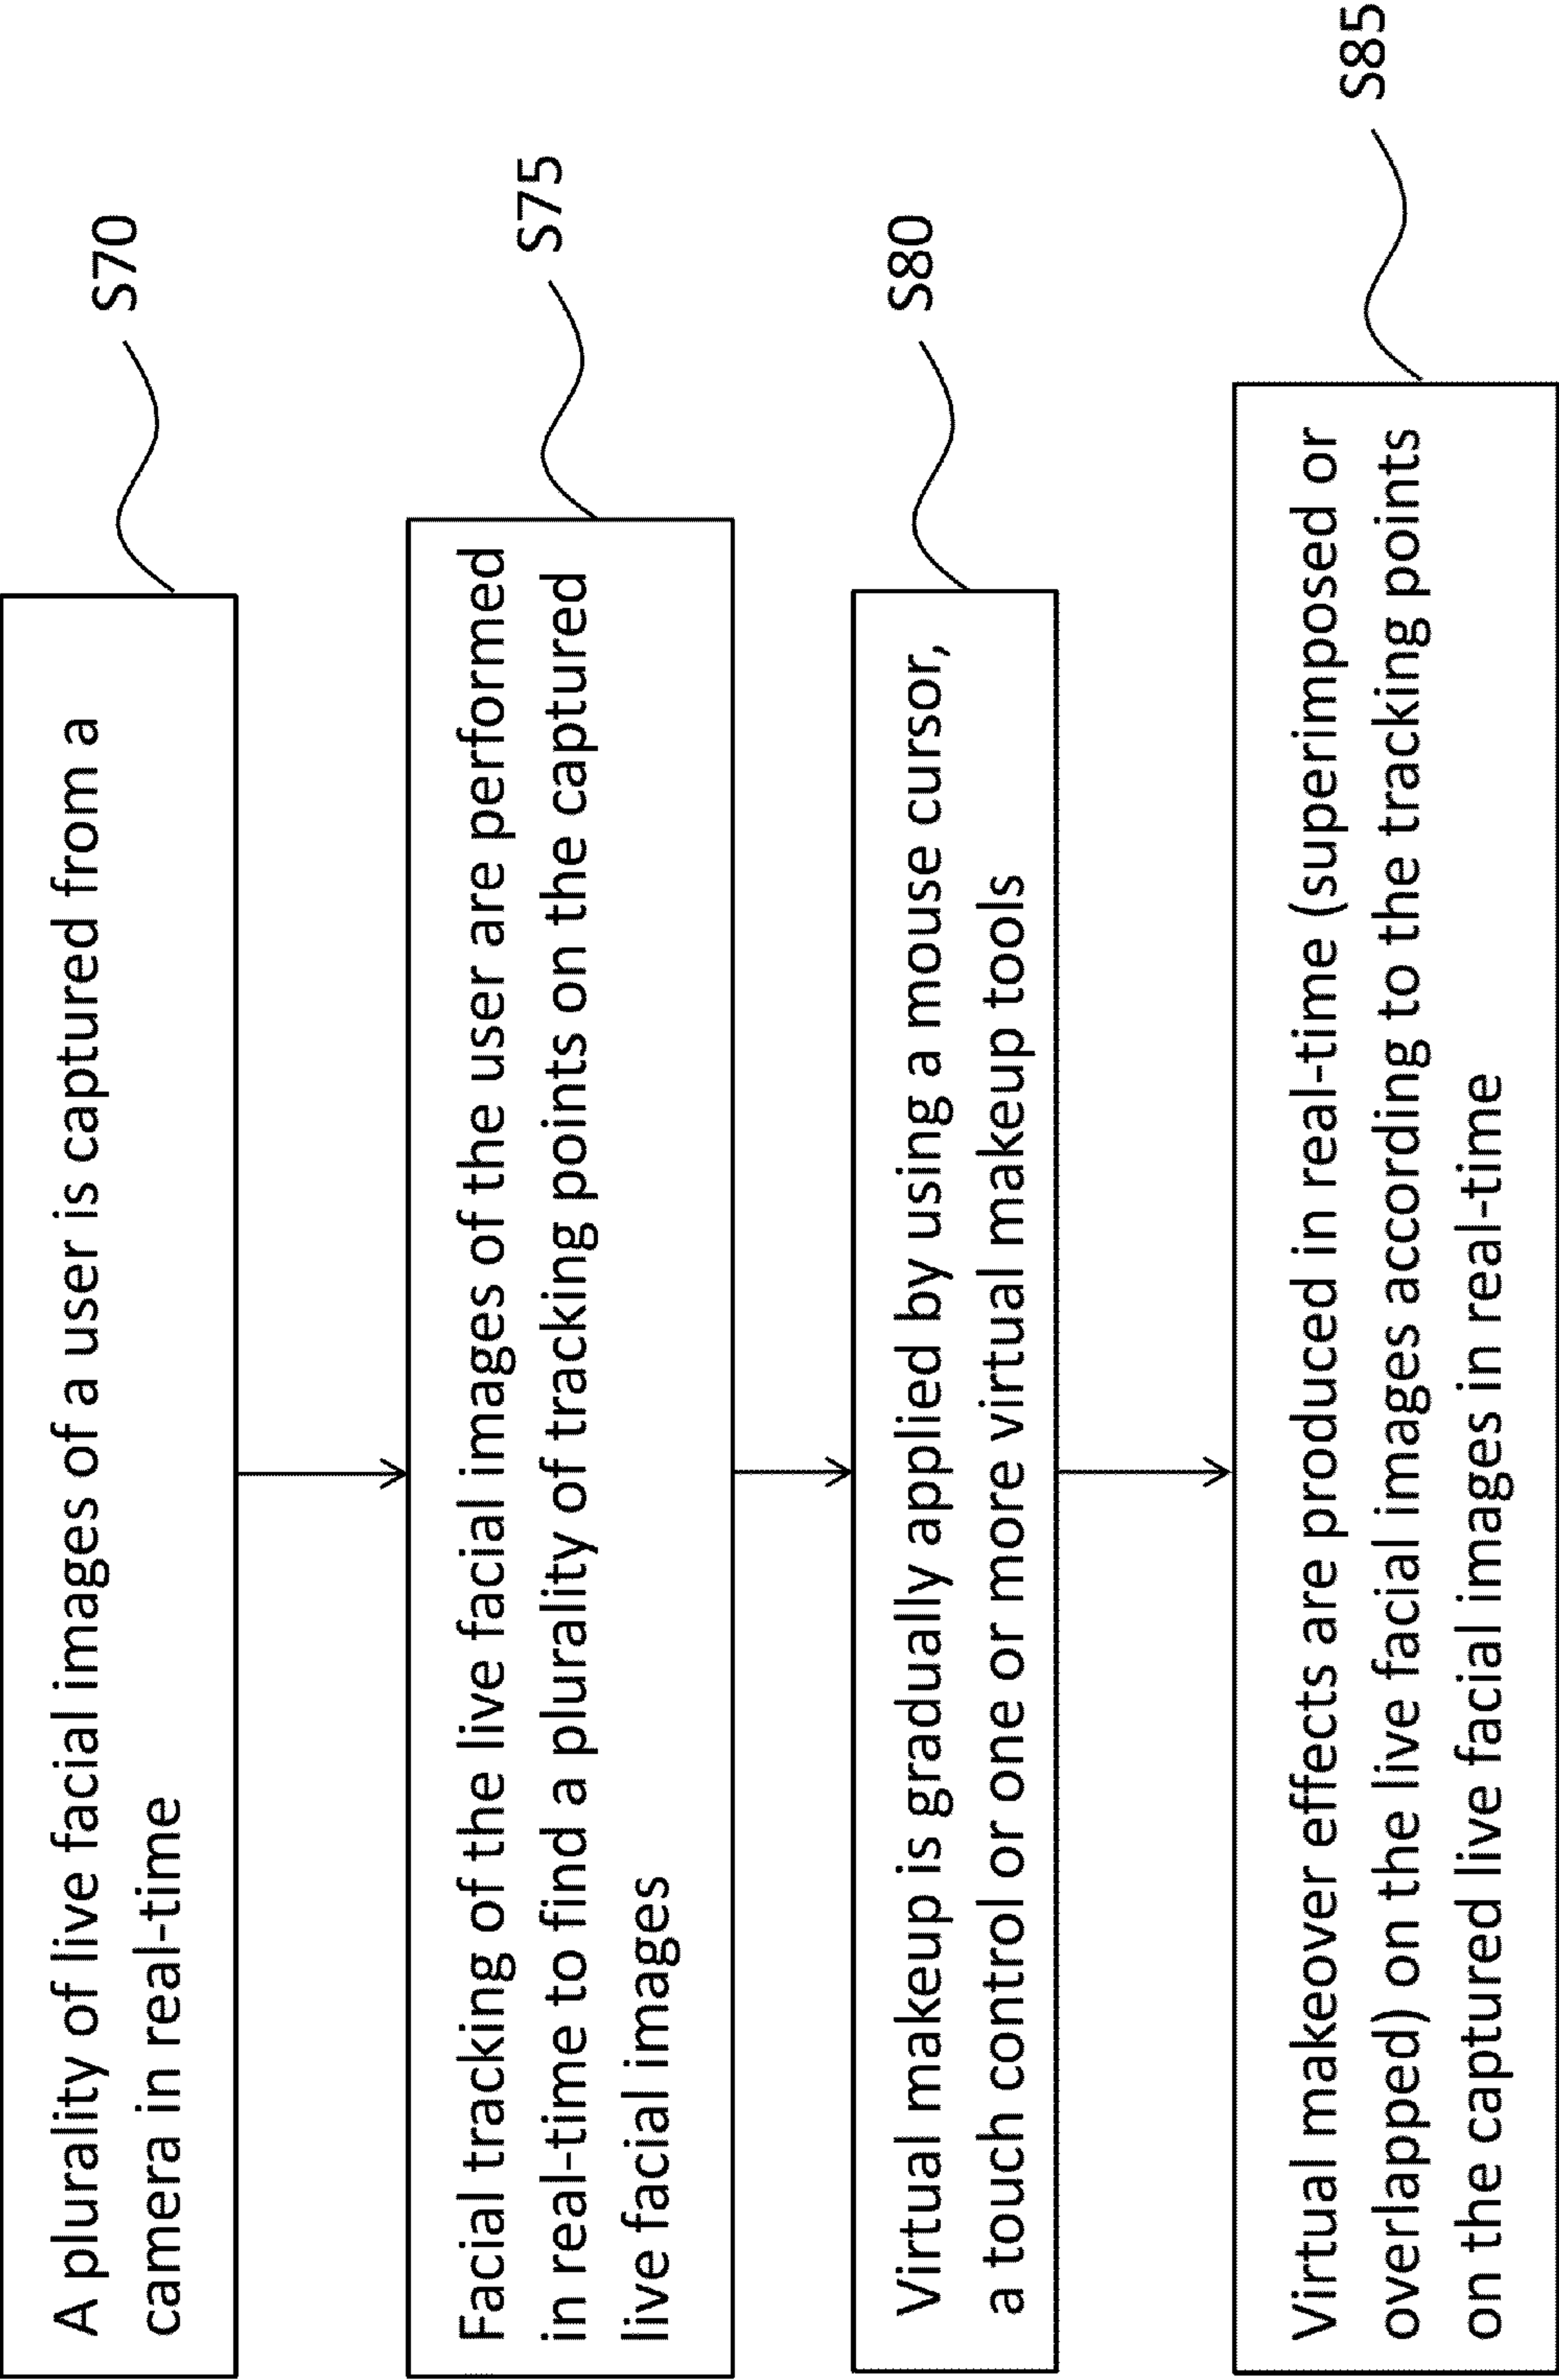 A plurality of live facial images of a user is captured from a
camera in real-time
S70
Facial tracking of the live facial images of the user are performed
in real-time to find a plurality of tracking points on the captured
live facial images
S75
Virtual makeup is gradually applied by using a mouse cursor,
a touch control or one or more virtual makeup tools
S80
Virtual makeover effects are produced in real-time (superimposed or
overlapped) on the live facial images according to the tracking points
on the captured live facial images in real-time
S85